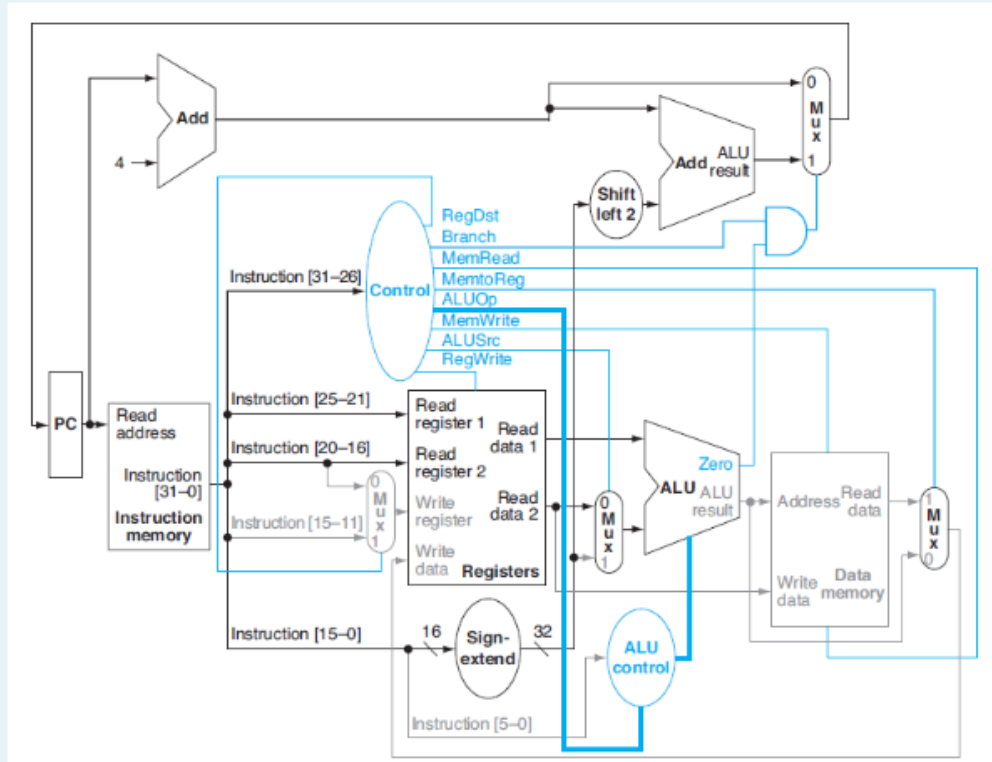 0
M
u
x
1
Add
4
Add ALU
result
Shift
left 2
RegDst
Branch
MemRead
MemtoReg
ALUOp
MemWrite
ALUSrc
RegWrite
Control
Instruction [31–26]
PC
Read
address
Instruction
[31–0]
Instruction
memory
Instruction [25–21]
Instruction [20–16]
Instruction [15–11]
0
M
u
x
1
Read
register 1
Read
register 2
Write
register
Write
data
Read
data 1
Read
data 2
Registers
0
M
u
x
1
Zero
ALU
ALU
result
Address
Read
data
Write
data
Data
memory
1
M
u
x
0
Instruction [15–0]
16
Sign-
extend
32
ALU
control
Instruction [5–0]